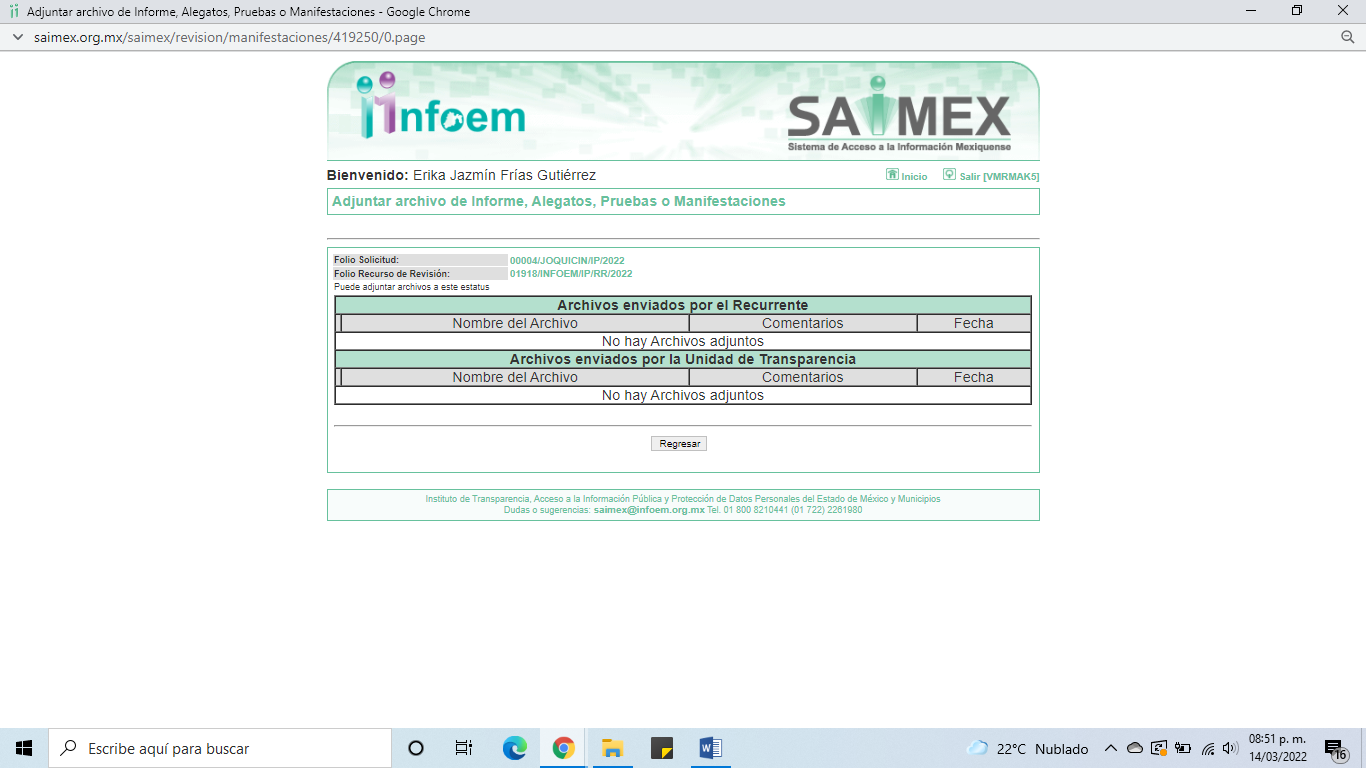 Adjuntar archivo de Informe, Alegatos, Pruebas o Manifestaciones - Google Chrome
saimex.org.mx/saimex/revision/manifestaciones/419250/0.page
infoem
SAIMEX
Sistema de Acceso a la Información Mexiquense
Bienvenido: Erika Jazmín Frías Gutiérrez
Inicio Salir [VMRMAK5]
Adjuntar archivo de Informe, Alegatos, Pruebas o Manifestaciones
Folio Solicitud: 00004/JOQUICIN/IP/2022
Folio Recurso de Revisión: 01918/INFOEM/IP/RR/2022
Puede adjuntar archivos a este estatus
Archivos enviados por el Recurrente
Nombre del Archivo Comentarios Fecha
No hay Archivos adjuntos
Archivos enviados por la Unidad de Transparencia
Nombre del Archivo Comentarios Fecha
No hay Archivos adjuntos
Regresar
Instituto de Transparencia, Acceso a la Información Pública y Protección de Datos Personales del Estado de México y Municipios
Dudas o sugerencias: saimex@infoem.org.mx Tel. 01 800 8210441 (01 722) 2261980
Escribe aquí para buscar
22°C Nublado
08:51 p. m.
14/03/2022
16